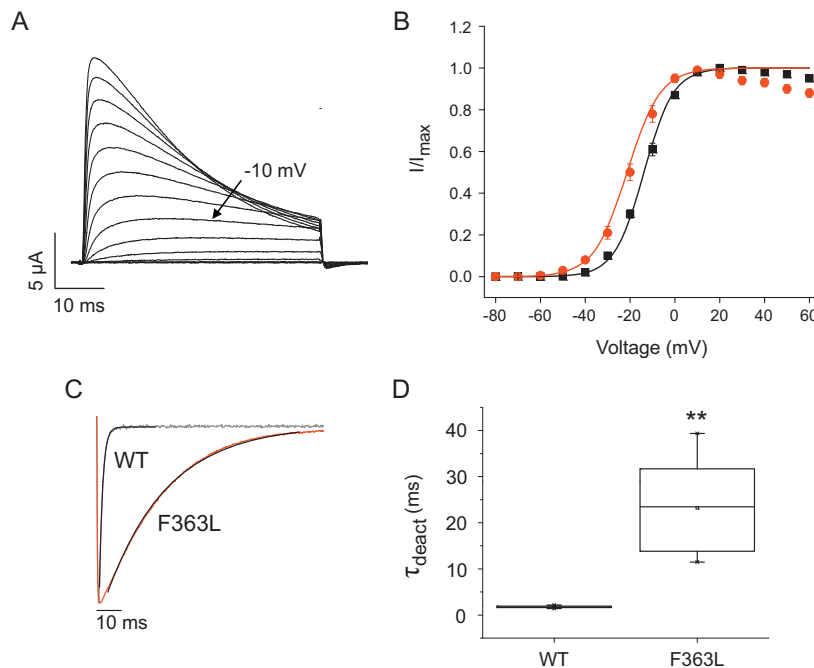 A
-10 mV
5 µA
10 ms
B
I/Imax
1.0
0.8
0.6
0.4
0.2
0.0
-80 -60 -40 -20 0 20 40 60
Voltage (mV)
C
WT
F363L
10 ms
D
τdeact (ms)
40
30
20
10
0
**
WT F363L